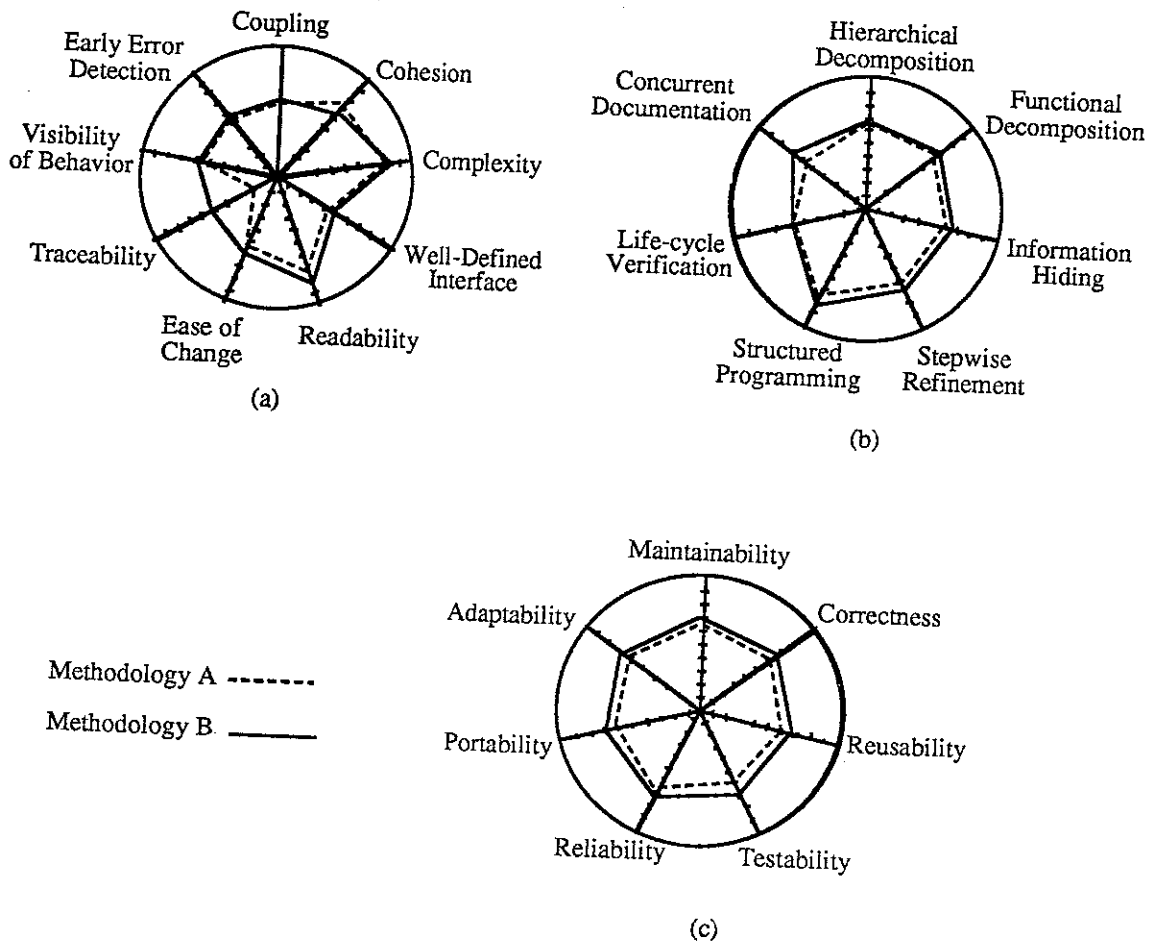 Coupling
Early Error
Detection
Cohesion
Visibility
of Behavior
Complexity
Traceability
Well-Defined
Interface
Ease of
Change
Readability
(a)
Hierarchical
Decomposition
Concurrent
Documentation
Functional
Decomposition
Life-cycle
Verification
Information
Hiding
Structured
Programming
Stepwise
Refinement
(b)
Maintainability
Adaptability
Correctness
Methodology A
Methodology B
Portability
Reusability
Reliability
Testability
(c)